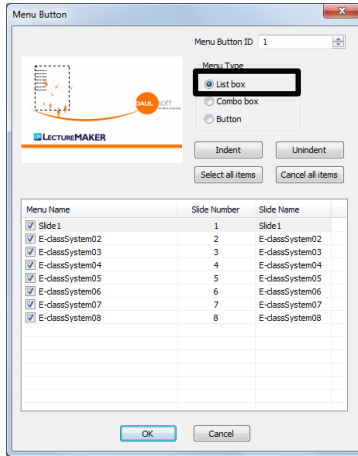 Menu Button
Menu Button ID 1
Menu Type
List box
Combo box
Button
DAUL soft
LECTUREMAKER
Indent Unindent
Select all items Cancel all items
Menu Name Slide Number Slide Name
Slide1 1 Slide1
E-classSystem02 2 E-classSystem02
E-classSystem03 3 E-classSystem03
E-classSystem04 4 E-classSystem04
E-classSystem05 5 E-classSystem05
E-classSystem06 6 E-classSystem06
E-classSystem07 7 E-classSystem07
E-classSystem08 8 E-classSystem08
OK Cancel